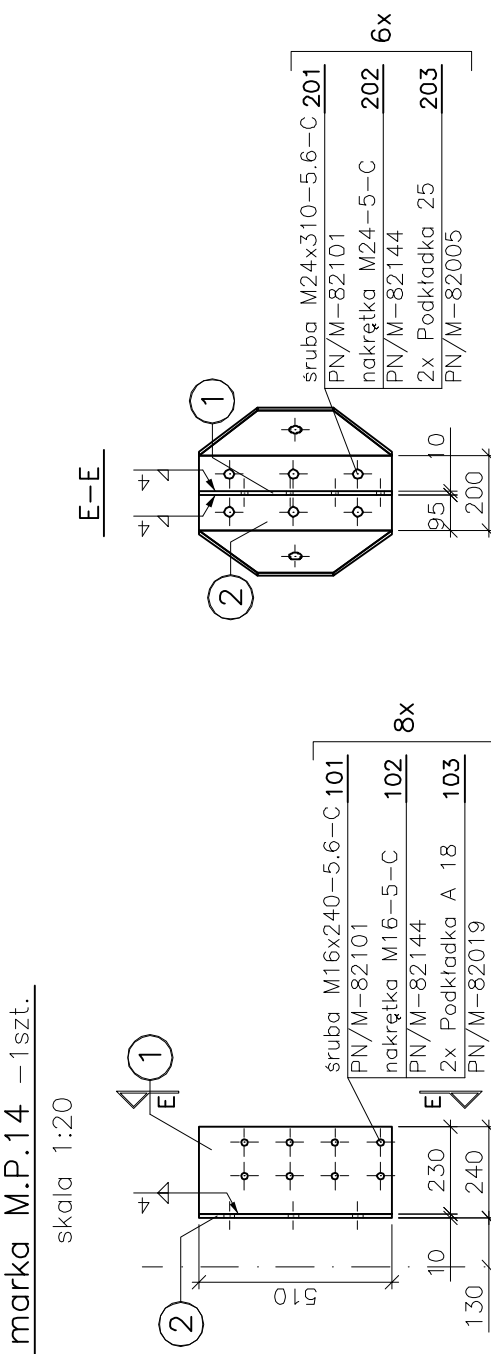 marka M.P.14 -1szt.
skala 1:20
1
2
4
E
E
510
10
230
130
240
śruba M16x240-5.6-C 101
PN/M-82101
nakrętka M16-5-C 102
PN/M-82144
2x Podkładka A 18 103
PN/M-82019
8x
E-E
4
4
1
2
95
10
200
śruba M24x310-5.6-C 201
PN/M-82101
nakrętka M24-5-C 202
PN/M-82144
2x Podkładka 25 203
PN/M-82005
6x